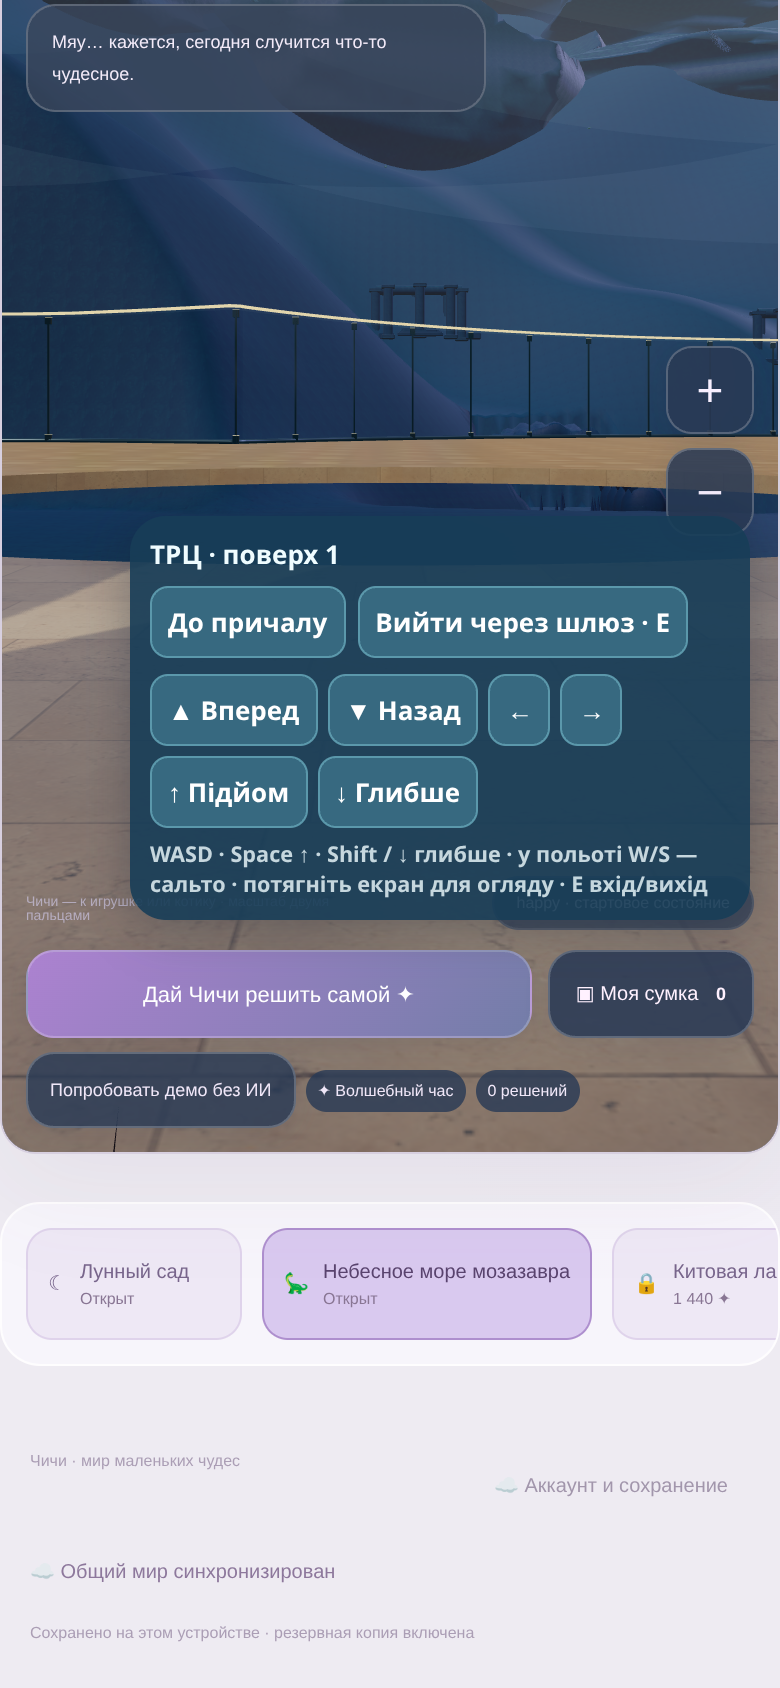 Мяу… кажется, сегодня случится что-то
чудесное.
+
−
ТРЦ · поверх 1
До причалу
Вийти через шлюз · E
▲ Вперед
▼ Назад
←
→
↑ Підйом
↓ Глибше
WASD · Space ↑ · Shift / ↓ глибше · у польоті W/S —
сальто · потягніть екран для огляду · E вхід/вихід
Чичи — к игрушк
пальцами
happy · стартовое состояние
Дай Чичи решить самой ✦
▣ Моя сумка 0
Попробовать демо без ИИ
✦ Волшебный час
0 решений
☾ Лунный сад
Открыт
🦕 Небесное море мозазавра
Открыт
🔒 Китовая ла
1 440 ✦
Чичи · мир маленьких чудес
☁️ Аккаунт и сохранение
☁️ Общий мир синхронизирован
Сохранено на этом устройстве · резервная копия включена